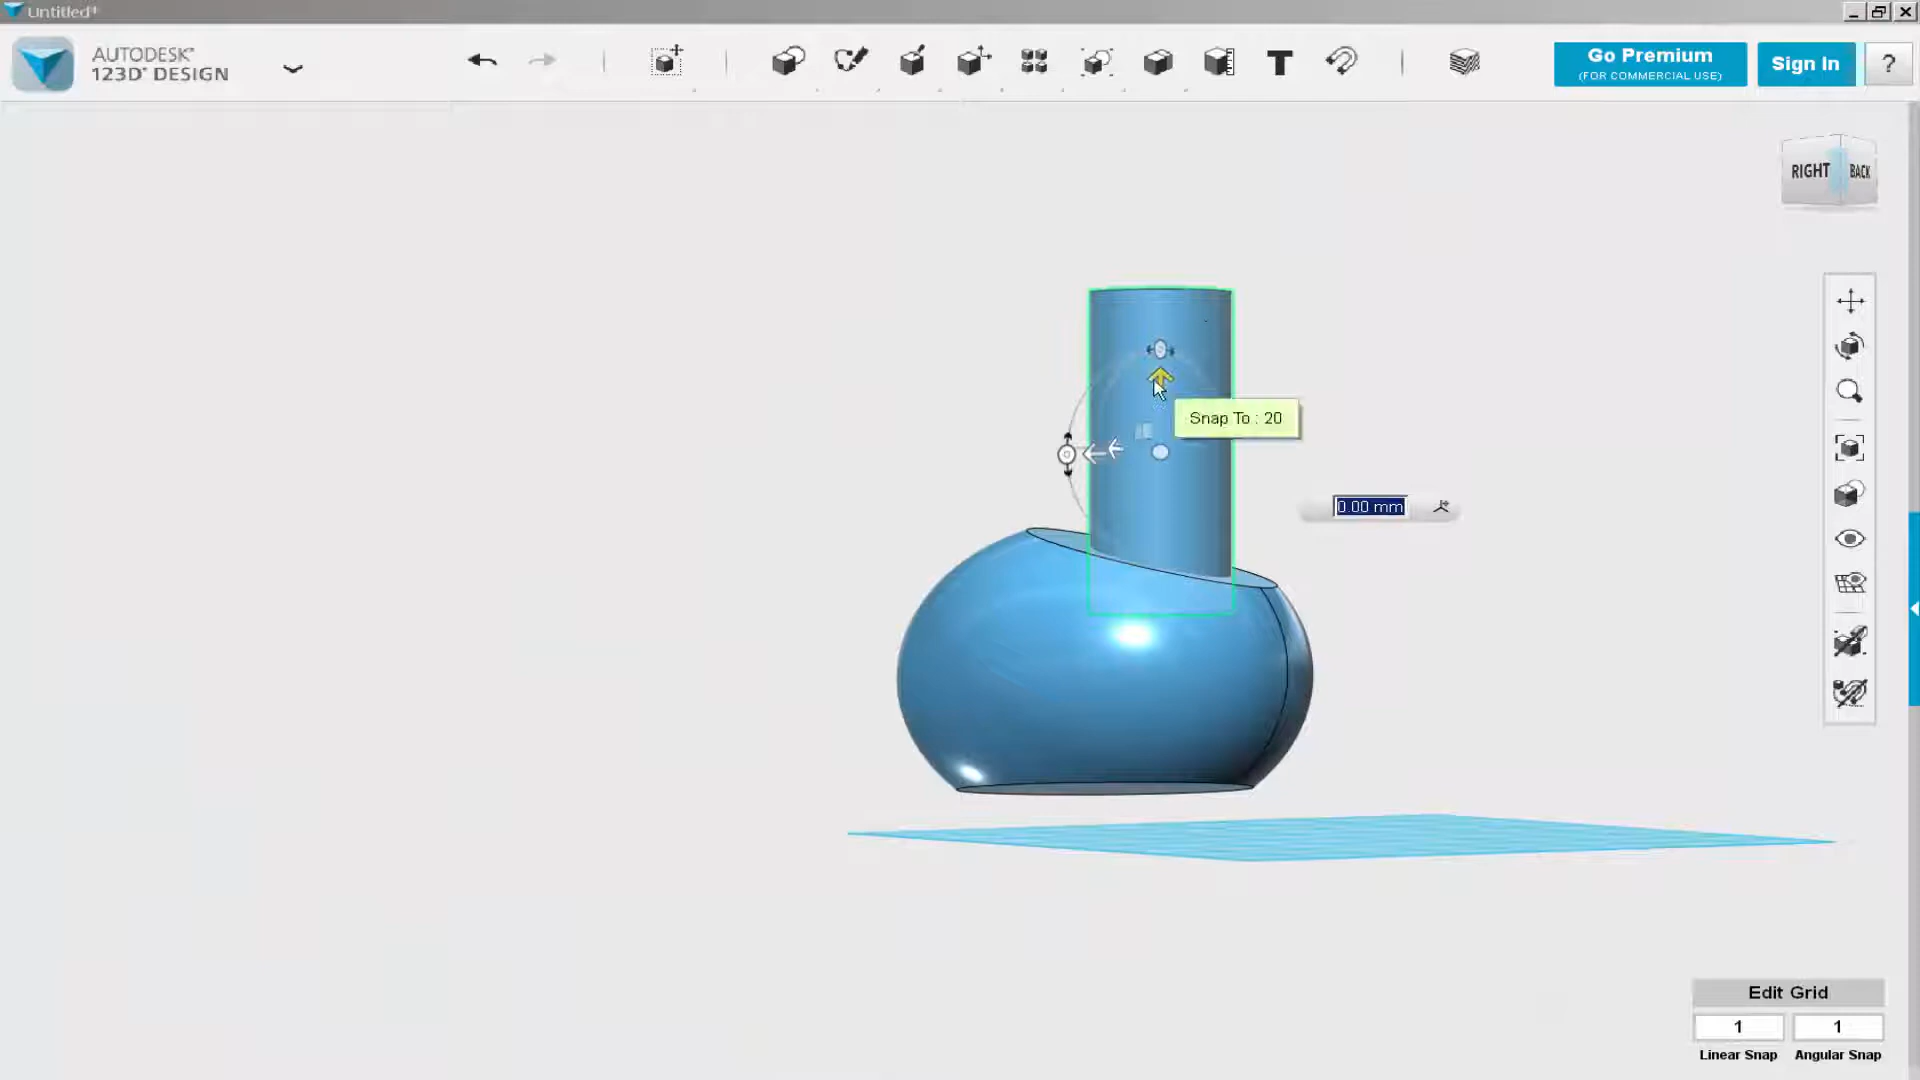 Untitled*
AUTODESK®
123D® DESIGN
T
Go Premium
(FOR COMMERCIAL USE)
Sign In
?
RIGHT
BACK
Snap To : 20
0.00 mm
Edit Grid
1
1
Linear Snap
Angular Snap